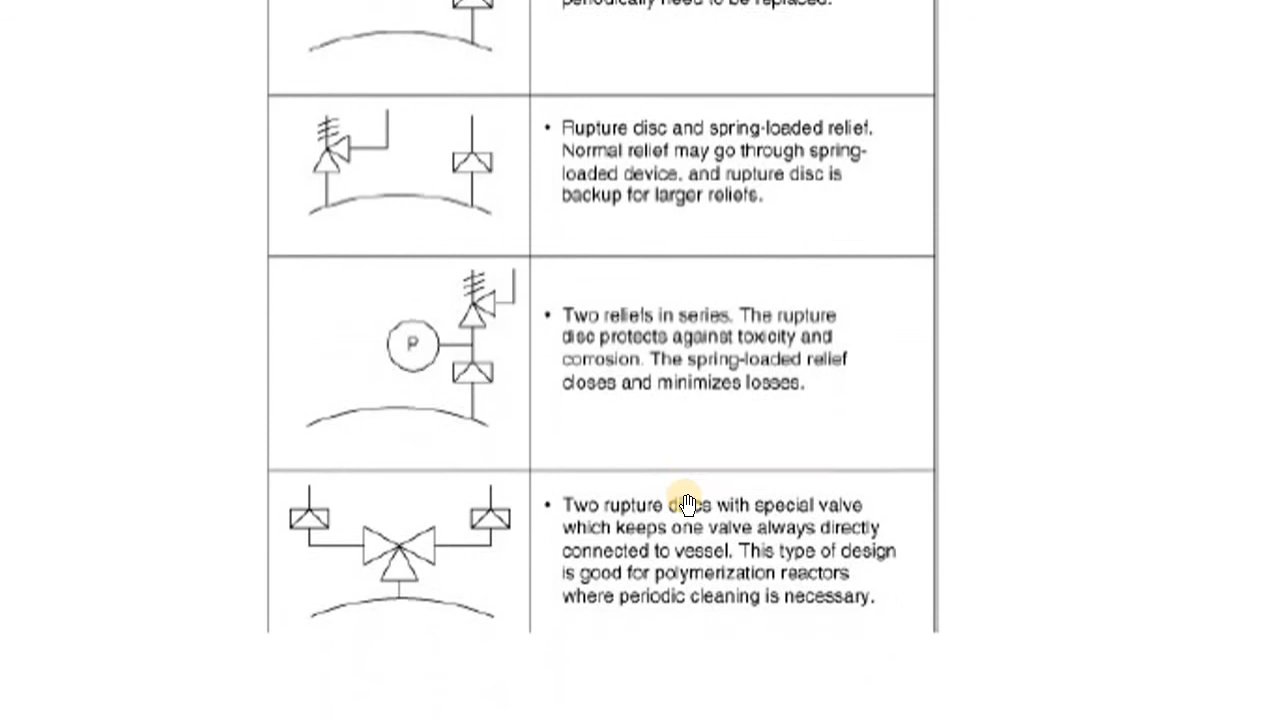 periodically need to be replaced.
• Rupture disc and spring-loaded relief.
Normal relief may go through spring-
loaded device, and rupture disc is
backup for larger reliefs.
P
• Two reliefs in series. The rupture
disc protects against toxicity and
corrosion. The spring-loaded relief
closes and minimizes losses.
• Two rupture discs with special valve
which keeps one valve always directly
connected to vessel. This type of design
is good for polymerization reactors
where periodic cleaning is necessary.